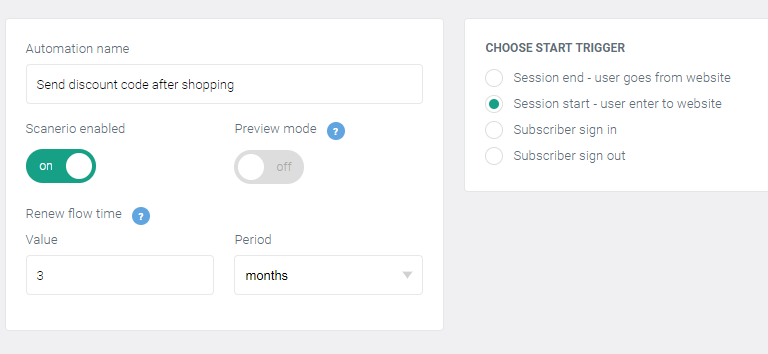 Automation name
Send discount code after shopping
Scanerio enabled
Preview mode ?
on
off
Renew flow time ?
Value
Period
3
months
CHOOSE START TRIGGER
Session end - user goes from website
Session start - user enter to website
Subscriber sign in
Subscriber sign out